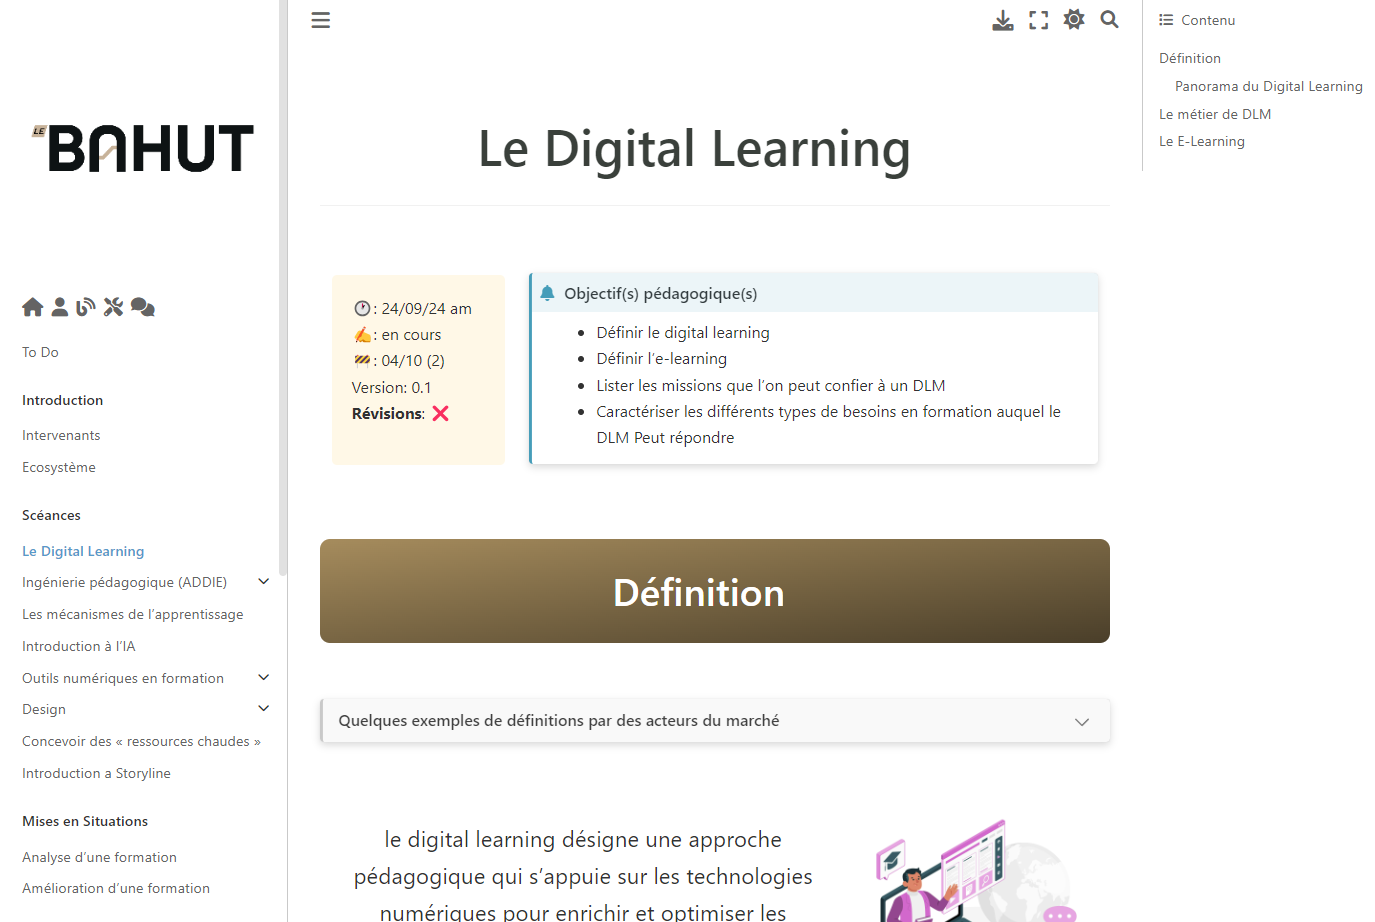 LE BAHUT
To Do
Introduction
Intervenants
Ecosystème
Scéances
Le Digital Learning
Ingénierie pédagogique (ADDIE)
Les mécanismes de l’apprentissage
Introduction à l’IA
Outils numériques en formation
Design
Concevoir des « ressources chaudes »
Introduction a Storyline
Mises en Situations
Analyse d’une formation
Amélioration d’une formation
Le Digital Learning
: 24/09/24 am
: en cours
: 04/10 (2)
Version: 0.1
Révisions:
Objectif(s) pédagogique(s)
Définir le digital learning
Définir l’e-learning
Lister les missions que l’on peut confier à un DLM
Caractériser les différents types de besoins en formation auquel le
DLM Peut répondre
Définition
Quelques exemples de définitions par des acteurs du marché
le digital learning désigne une approche
pédagogique qui s’appuie sur les technologies
numériques pour enrichir et optimiser les
Contenu
Définition
Panorama du Digital Learning
Le métier de DLM
Le E-Learning